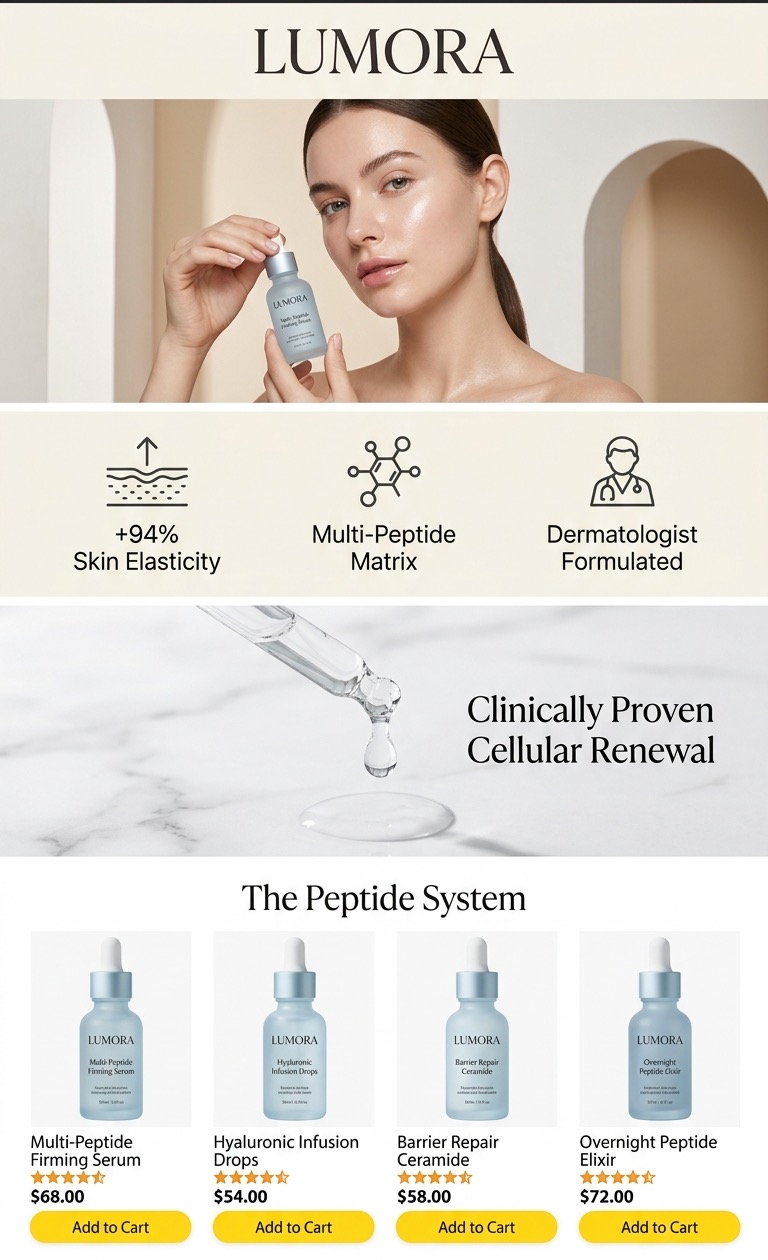 LUMORA
LUMORA
+94%
Skin Elasticity
Multi-Peptide
Matrix
Dermatologist
Formulated
Clinically Proven
Cellular Renewal
The Peptide System
LUMORA
Multi-Peptide
Firming Serum
LUMORA
Hyaluronic
Infusion Drops
LUMORA
Barrier Repair
Ceramide
LUMORA
Overnight
Peptide Elixir
Multi-Peptide
Firming Serum
$68.00
Add to Cart
Hyaluronic Infusion
Drops
$54.00
Add to Cart
Barrier Repair
Ceramide
$58.00
Add to Cart
Overnight Peptide
Elixir
$72.00
Add to Cart